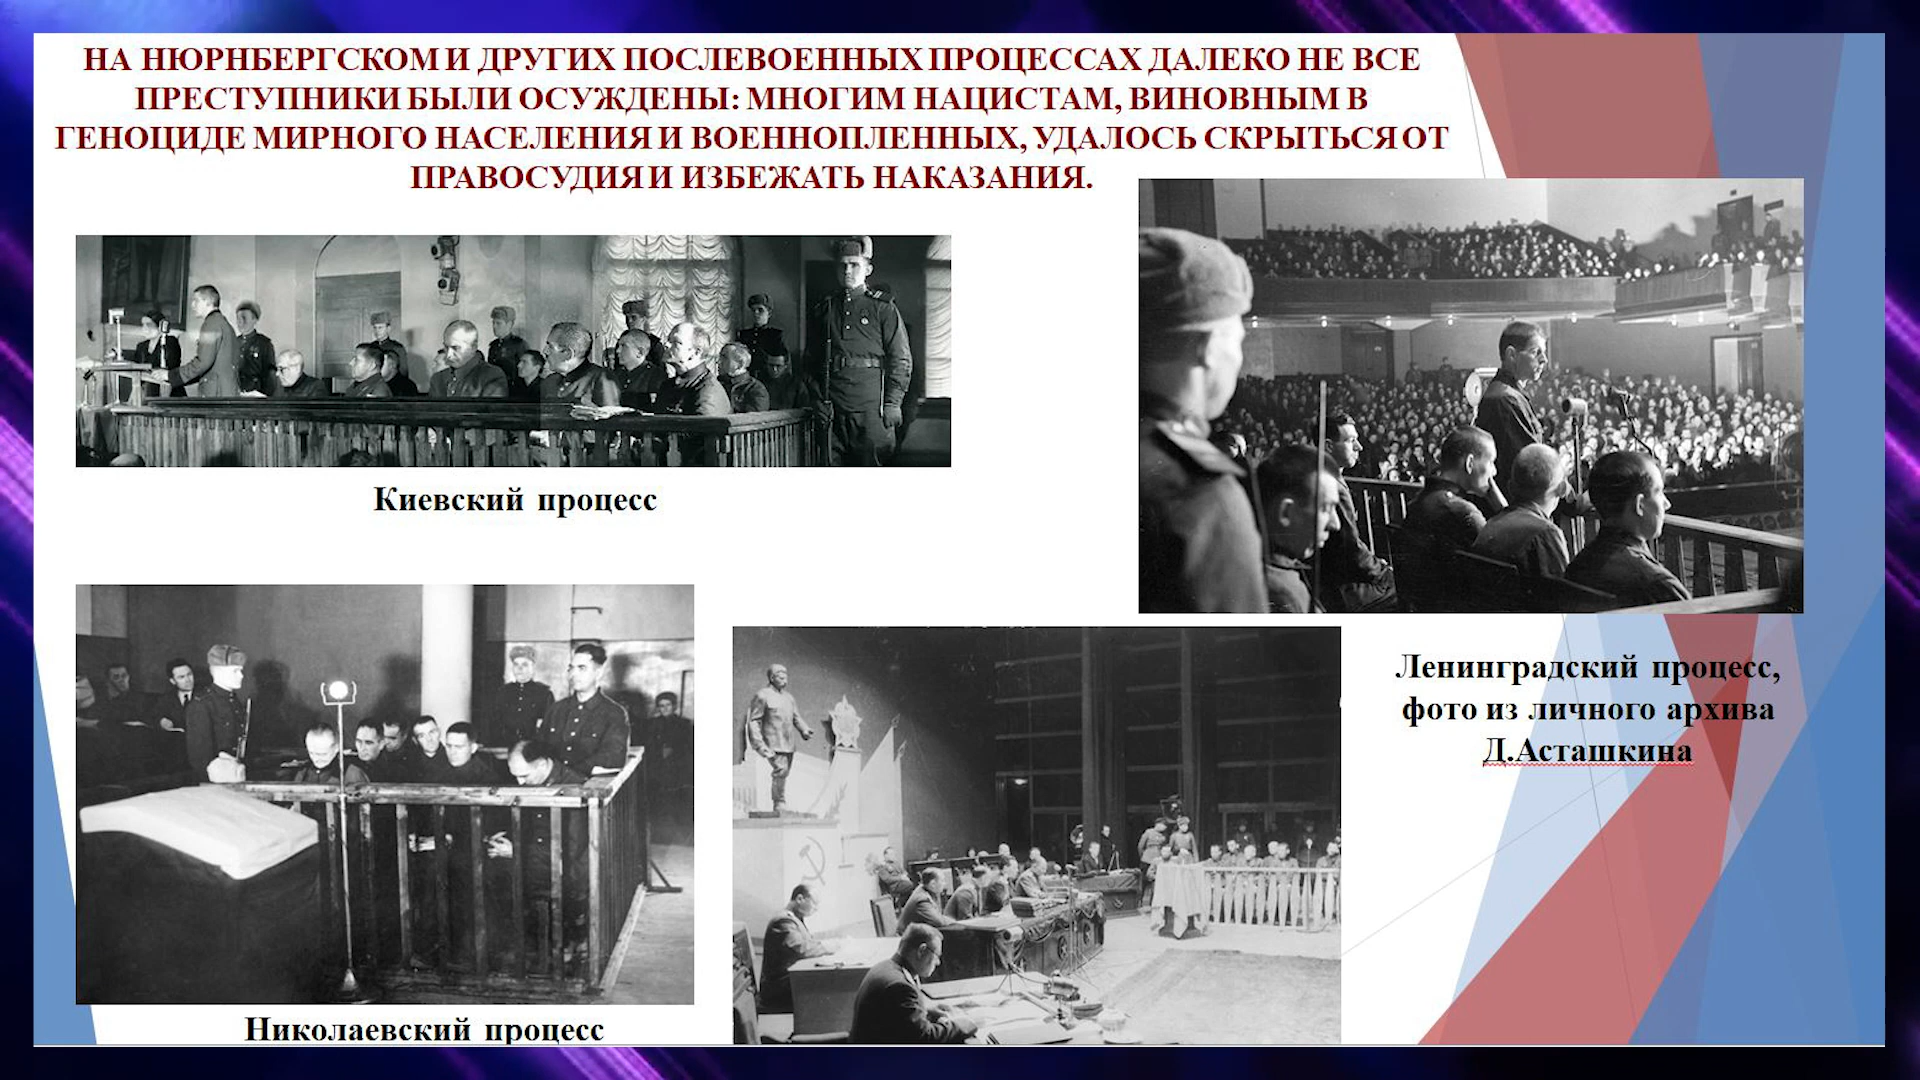 НА НЮРНБЕРГСКОМ И ДРУГИХ ПОСЛЕВОЕННЫХ ПРОЦЕССАХ ДАЛЕКО НЕ ВСЕ
ПРЕСТУПНИКИ БЫЛИ ОСУЖДЕНЫ: МНОГИМ НАЦИСТАМ, ВИНОВНЫМ В
ГЕНОЦИДЕ МИРНОГО НАСЕЛЕНИЯ И ВОЕННОПЛЕННЫХ, УДАЛОСЬ СКРЫТЬСЯ ОТ
ПРАВОСУДИЯ И ИЗБЕЖАТЬ НАКАЗАНИЯ.
Киевский процесс
Ленинградский процесс,
фото из личного архива
Д.Асташкина
Николаевский процесс